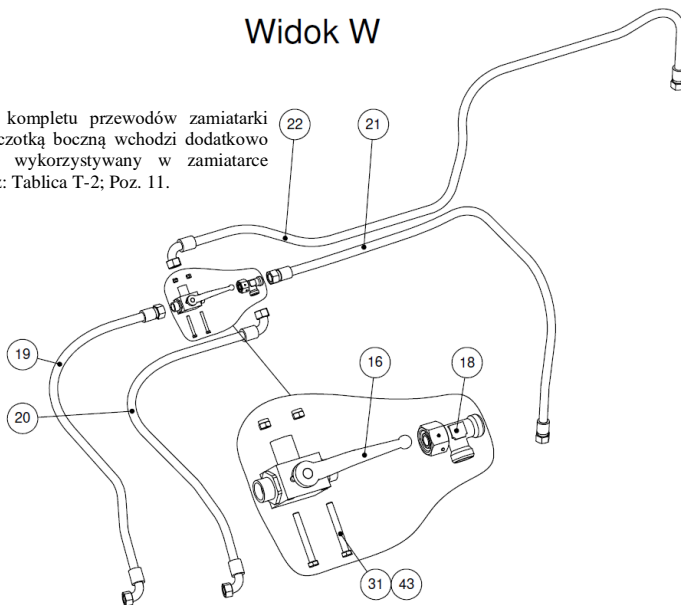 Widok W
kompletu przewodów zamiatarki
czotką boczną wchodzi dodatkowo
wykorzystywany w zamiatarce
z: Tablica T-2; Poz. 11.
22
21
19
20
16
18
31 43